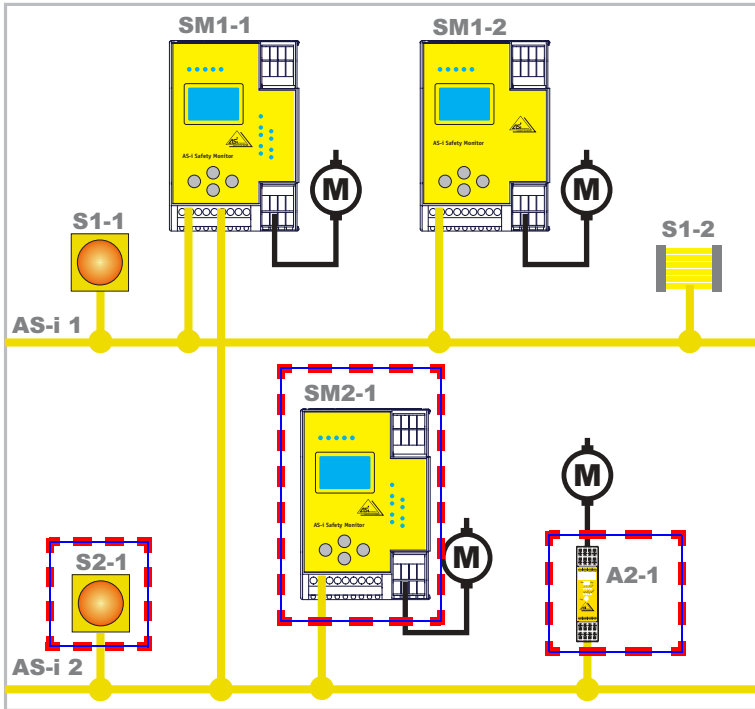 SM1-1
SM1-2
AS-i Safety Monitor
AS-i Safety Monitor
M
M
S1-1
S1-2
AS-i 1
SM2-1
AS-i Safety Monitor
M
M
S2-1
A2-1
AS-i 2